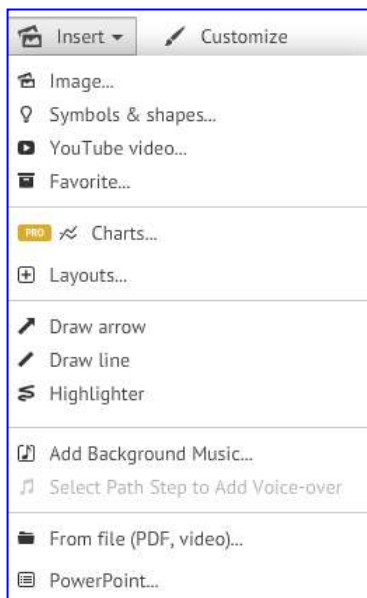 Insert Customize
Image...
Symbols & shapes...
YouTube video...
Favorite...
PRO Charts...
Layouts...
Draw arrow
Draw line
Highlighter
Add Background Music...
Select Path Step to Add Voice-over
From file (PDF, video)...
PowerPoint...